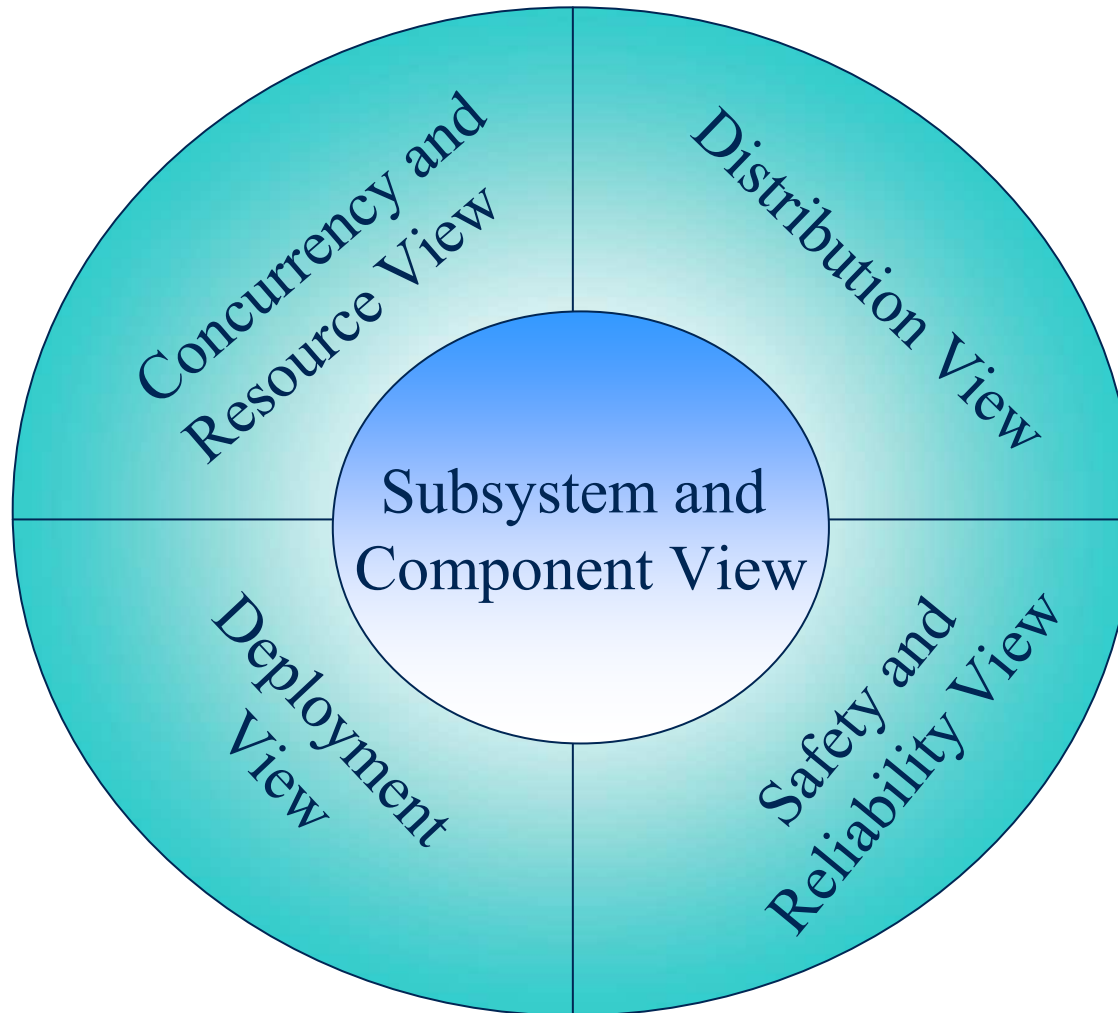 Concurrency and
Resource View
Distribution View
Subsystem and
Component View
Deployment
View
Safety and
Reliability View